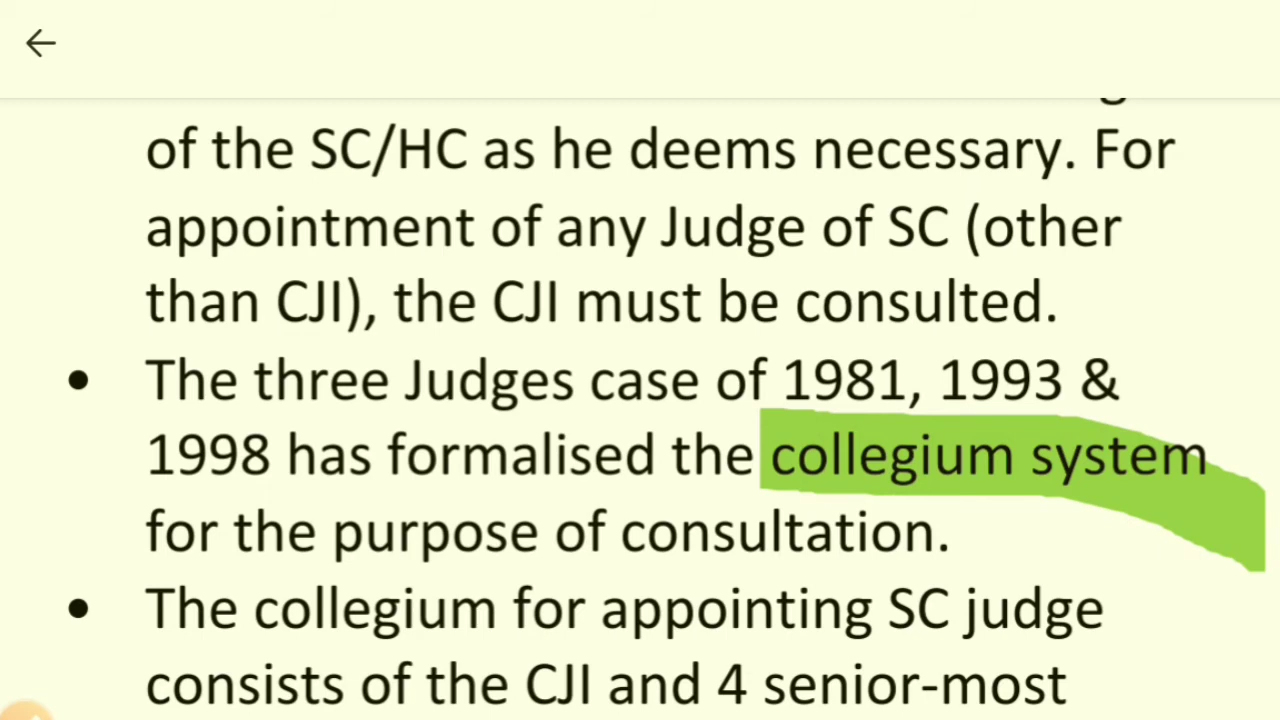 of the SC/HC as he deems necessary. For
appointment of any Judge of SC (other
than CJI), the CJI must be consulted.
• The three Judges case of 1981, 1993 &
1998 has formalised the collegium system
for the purpose of consultation.
• The collegium for appointing SC judge
consists of the CJI and 4 senior-most